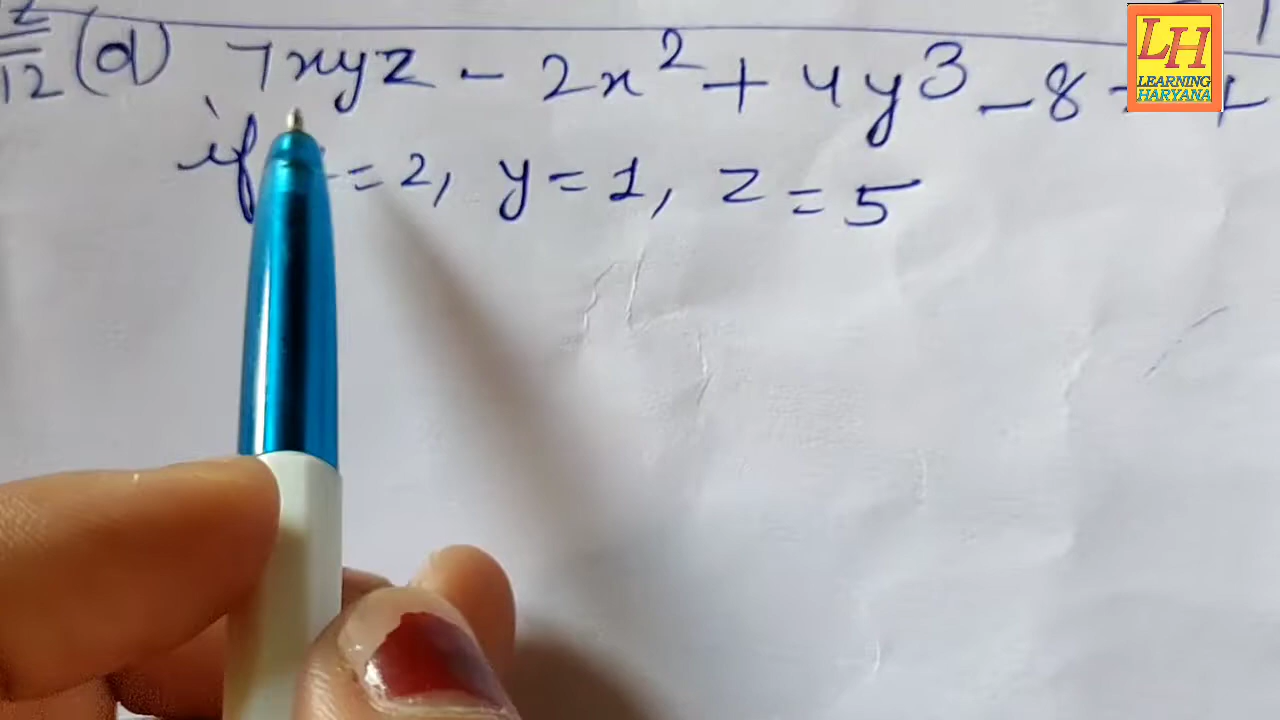 (d) 7xyz - 2x² + 4y³ - 8
if = 2, y = 1, z = 5
12
LH
LEARNING
HARYANA